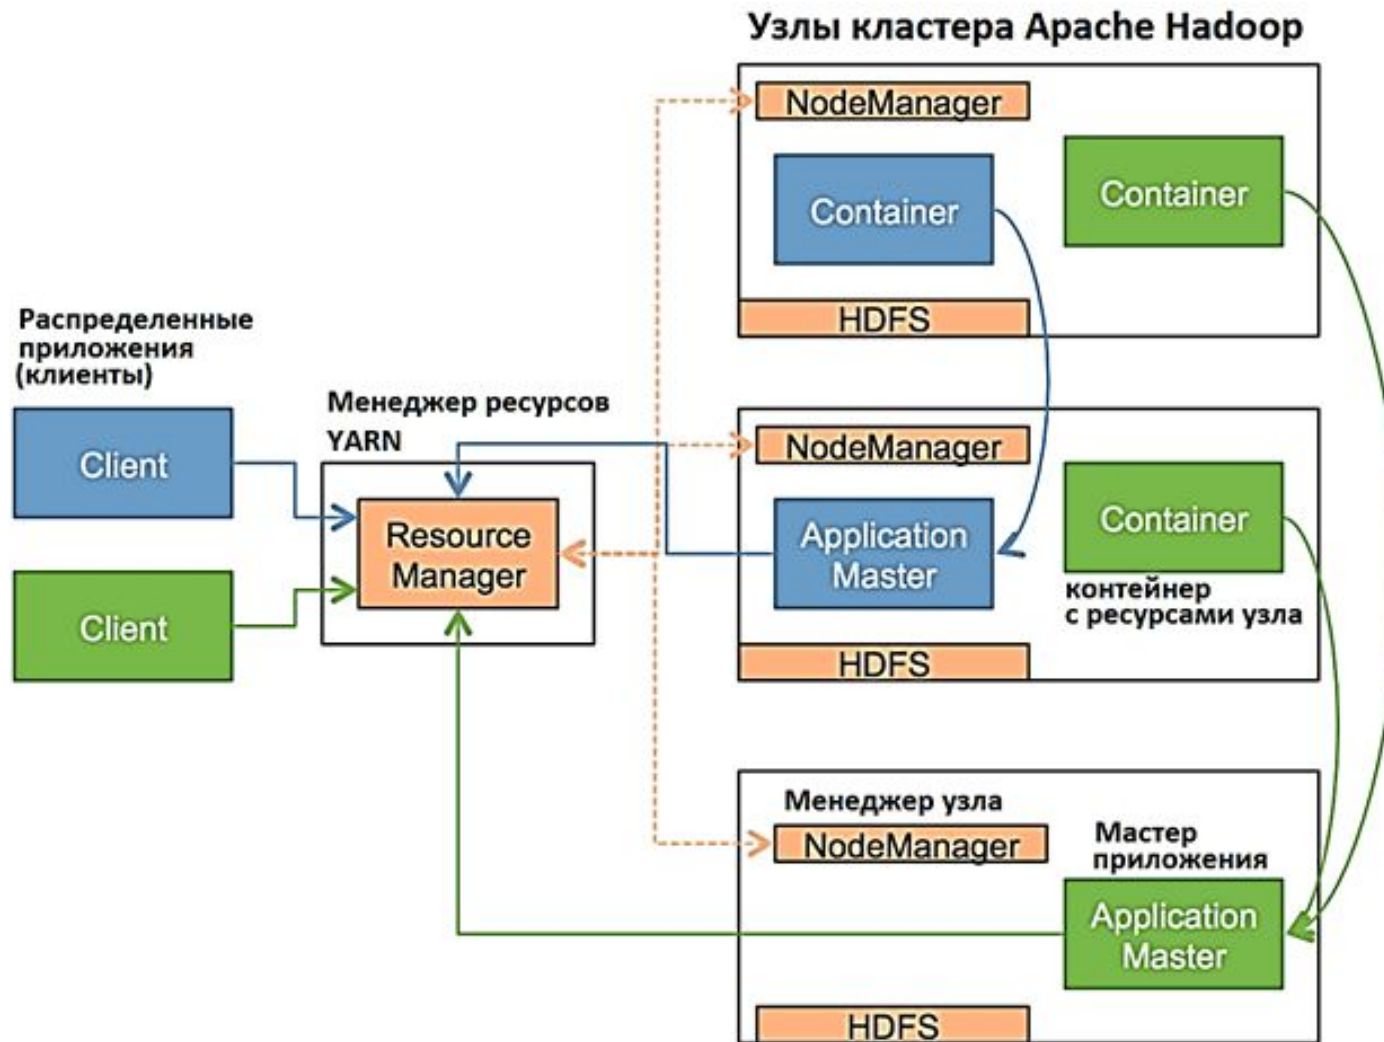 Узлы кластера Apache Hadoop
NodeManager
Container
Container
HDFS
Распределенные
приложения
(клиенты)
Client
Client
Менеджер ресурсов
YARN
Resource
Manager
NodeManager
Application
Master
Container
контейнер
с ресурсами узла
HDFS
Менеджер узла
NodeManager
Мастер
приложения
Application
Master
HDFS